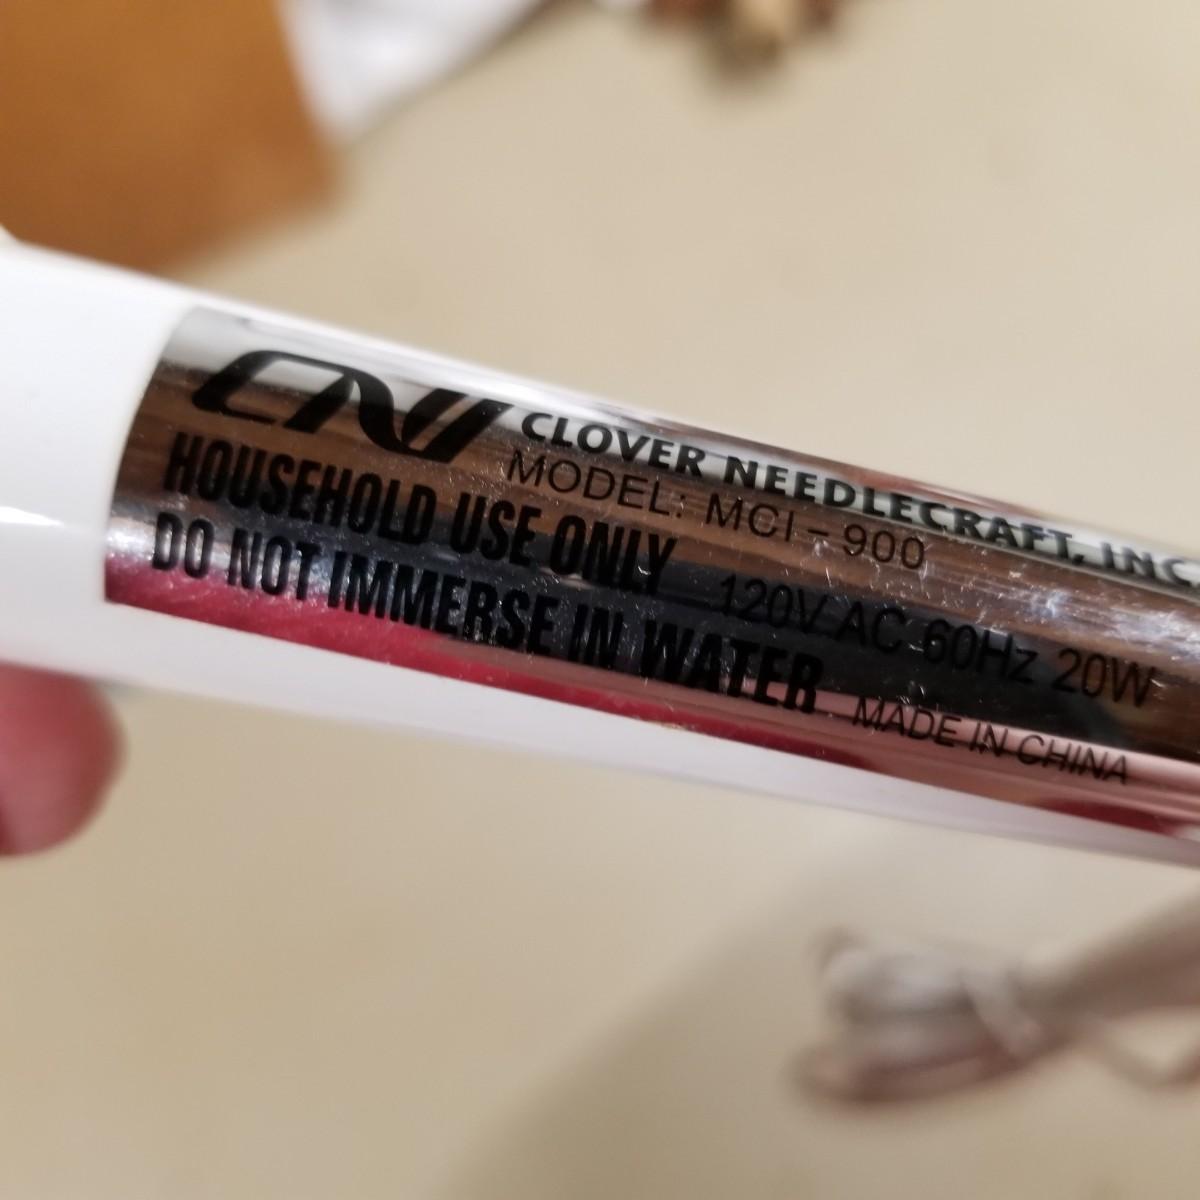 CLOVER NEEDLECRAFT, INC
MODEL: MCI-900
HOUSEHOLD USE ONLY 120V AC 60Hz 20W
DO NOT IMMERSE IN WATER MADE IN CHINA